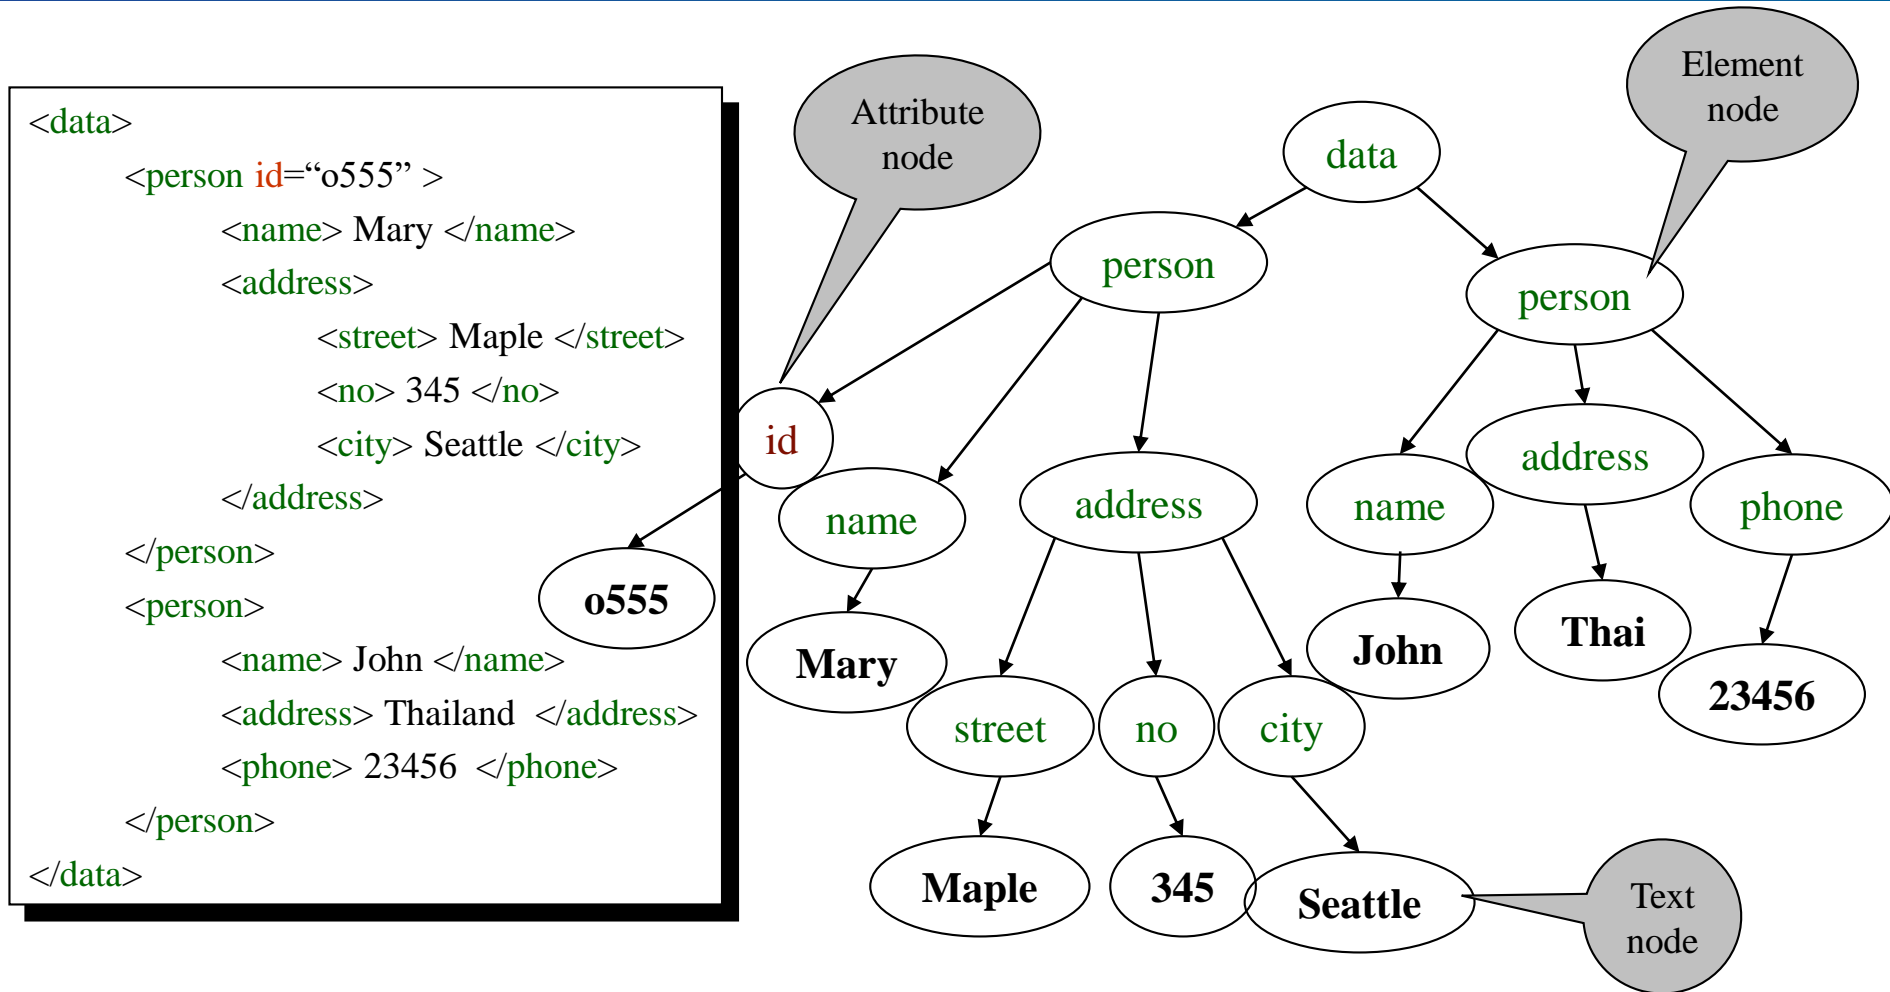 <data>
<person id=“o555” >
<name> Mary </name>
<address>
<street> Maple </street>
<no> 345 </no>
<city> Seattle </city>
</address>
</person>
<person>
<name> John </name>
<address> Thailand </address>
<phone> 23456 </phone>
</person>
</data>
Attribute
node
Element
node
data
person
person
id
name
address
name
address
phone
o555
Mary
street
no
city
John
Thai
23456
Maple
345
Seattle
Text
node